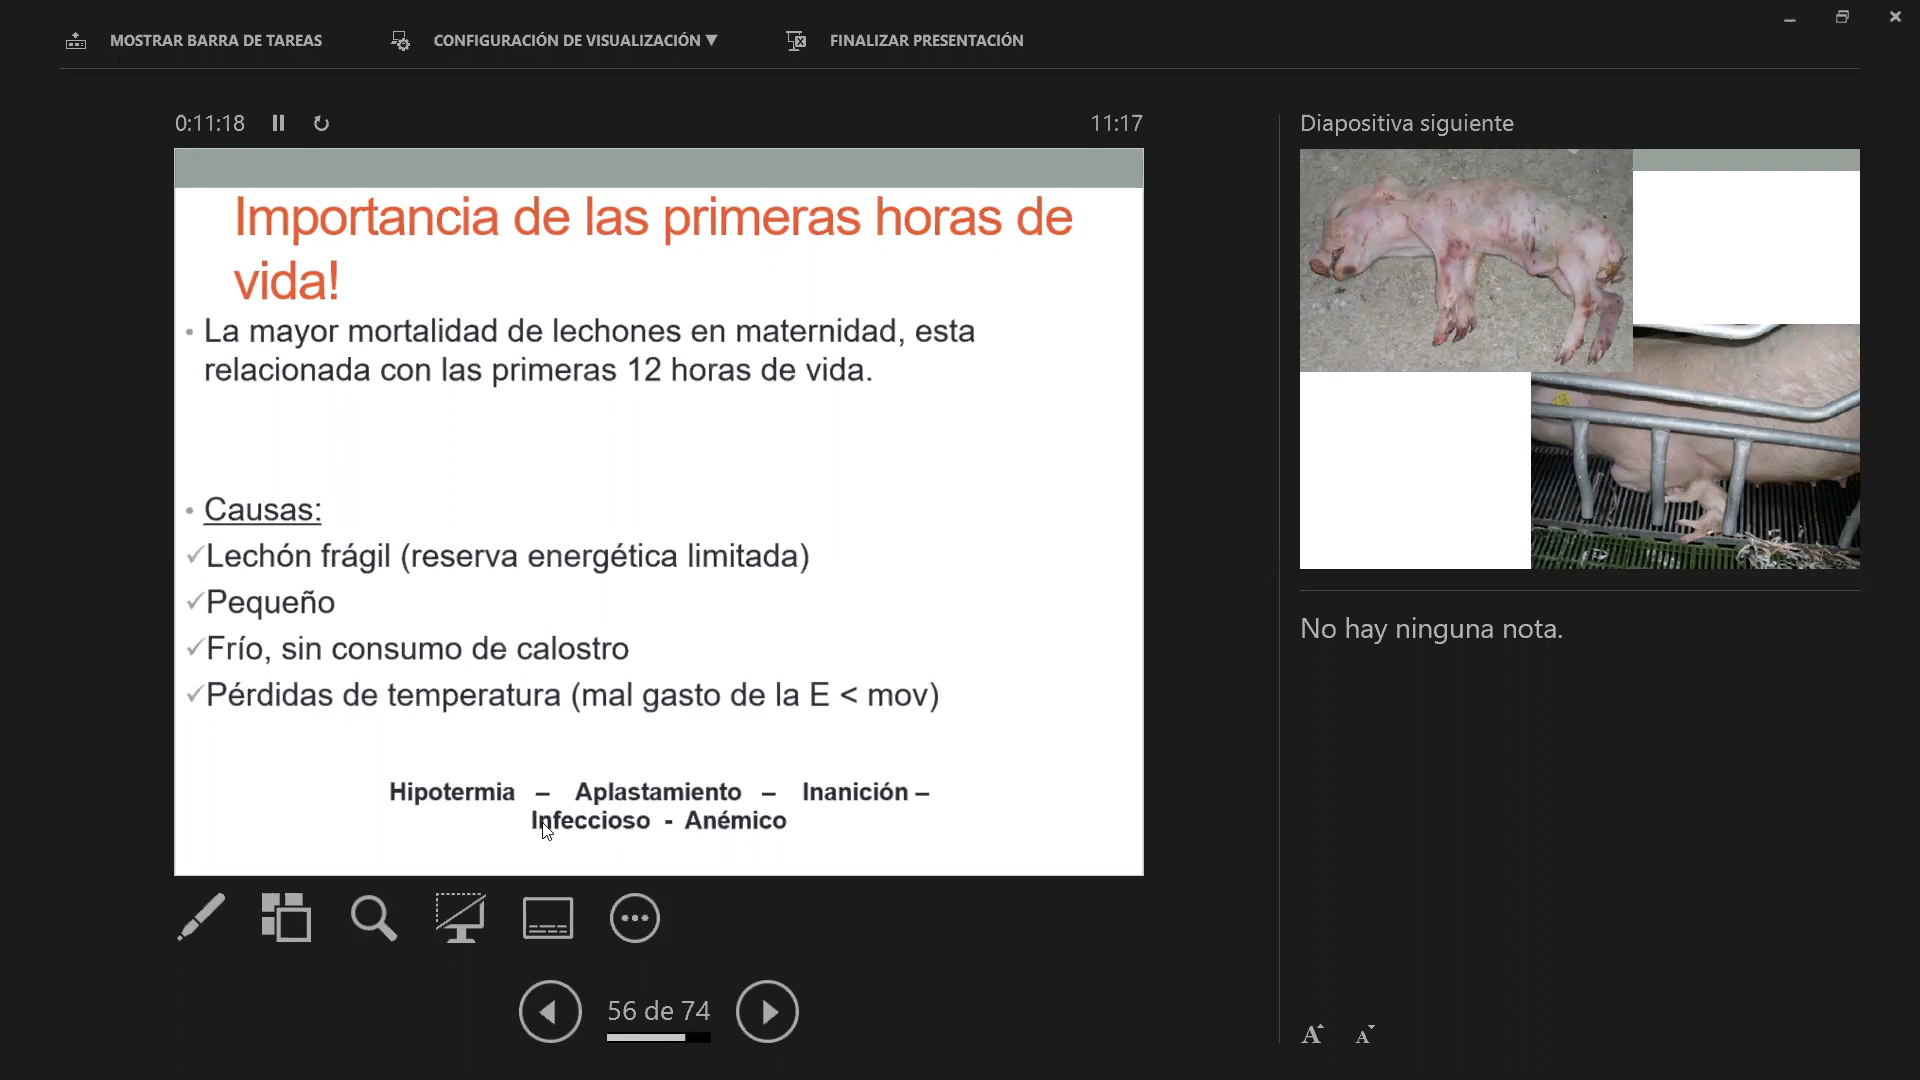 MOSTRAR BARRA DE TAREAS
CONFIGURACIÓN DE VISUALIZACIÓN ▼
FINALIZAR PRESENTACIÓN
0:11:18
11:17
Diapositiva siguiente
Importancia de las primeras horas de
vida!
• La mayor mortalidad de lechones en maternidad, esta
relacionada con las primeras 12 horas de vida.
• Causas:
✓Lechón frágil (reserva energética limitada)
✓Pequeño
✓Frío, sin consumo de calostro
✓Pérdidas de temperatura (mal gasto de la E < mov)
Hipotermia – Aplastamiento – Inanición –
Infeccioso - Anémico
No hay ninguna nota.
56 de 74
A A